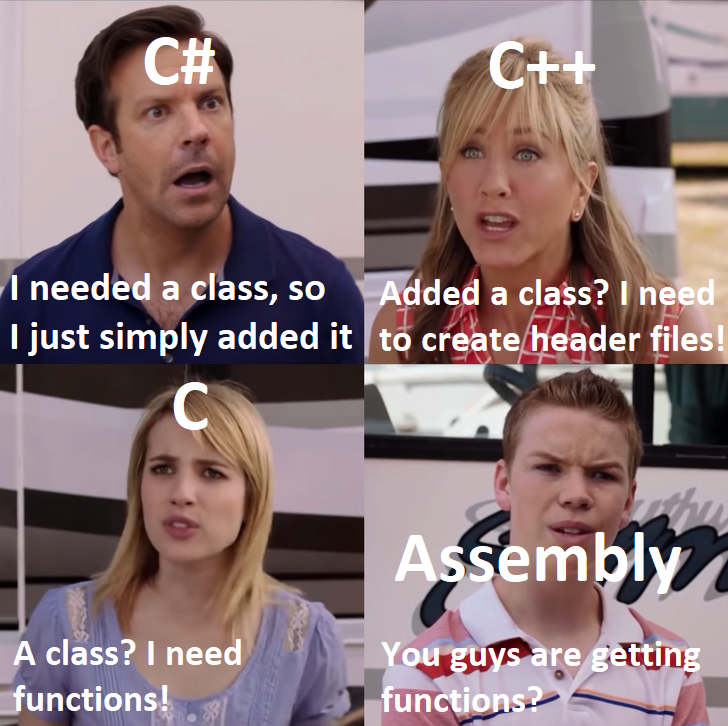 C#
I needed a class, so
I just simply added it
C++
Added a class? I need
to create header files!
C
A class? I need
functions!
Assembly
You guys are getting
functions?